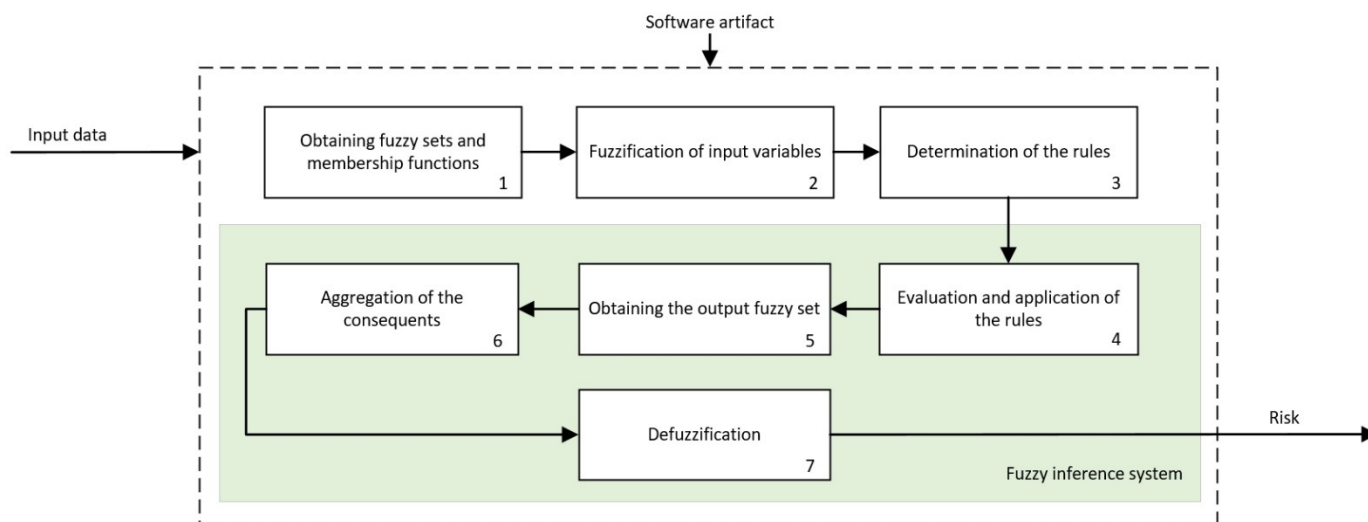 Software artifact
Input data
Obtaining fuzzy sets and
membership functions
1
Fuzzification of input variables
2
Determination of the rules
3
Evaluation and application of
the rules
4
Obtaining the output fuzzy set
5
Aggregation of the
consequents
6
Defuzzification
7
Risk
Fuzzy inference system